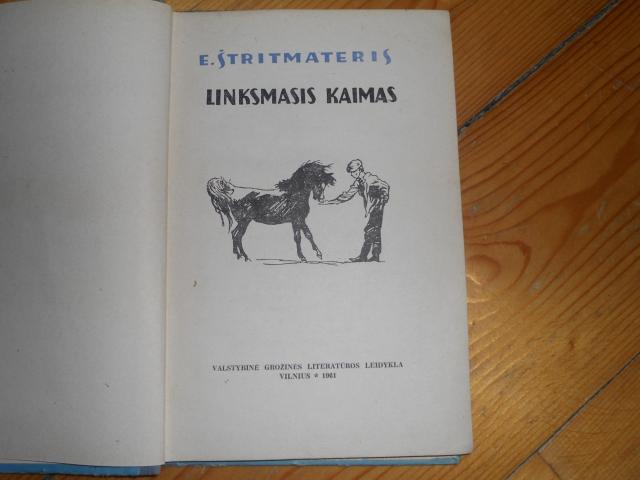 E. ŠTRITMATERIS
LINKSMASIS KAIMAS
VALSTYBINĖ GROŽINĖS LITERATŪROS LEIDYKLA
VILNIUS * 1961